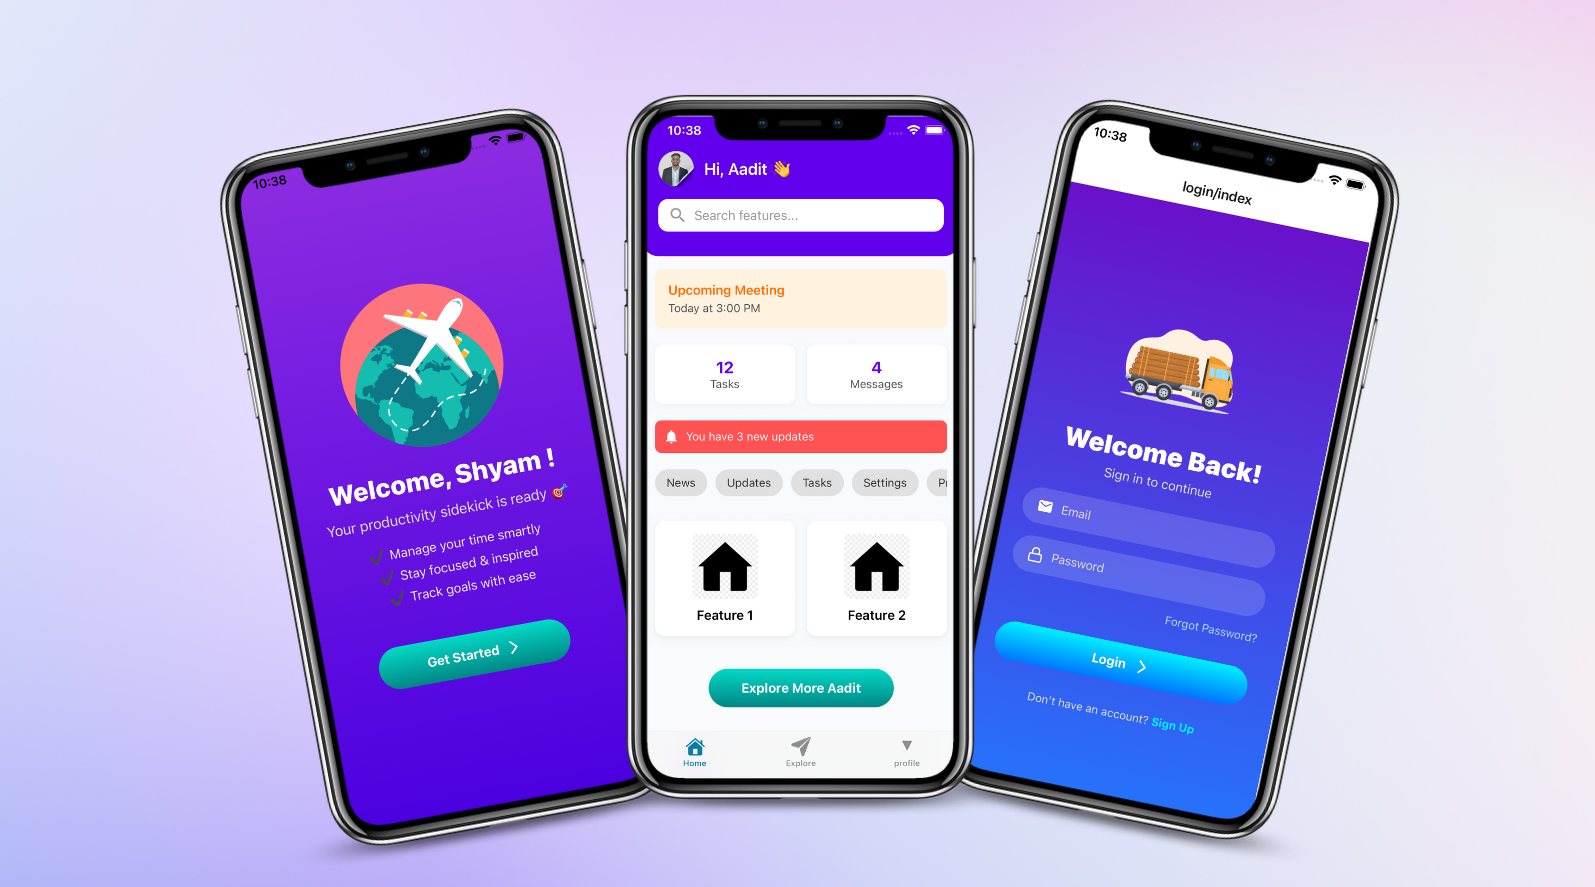 10:38
Welcome, Shyam !
Your productivity sidekick is ready 🎯
✔ Manage your time smartly
✔ Stay focused & inspired
✔ Track goals with ease
Get Started
10:38
Hi, Aadit 👋
Search features...
Upcoming Meeting
Today at 3:00 PM
12
Tasks
4
Messages
You have 3 new updates
News Updates Tasks Settings Pr
Feature 1
Feature 2
Explore More Aadit
Home Explore profile
10:38
login/index
Welcome Back!
Sign in to continue
Email
Password
Forgot Password?
Login
Don't have an account? Sign Up